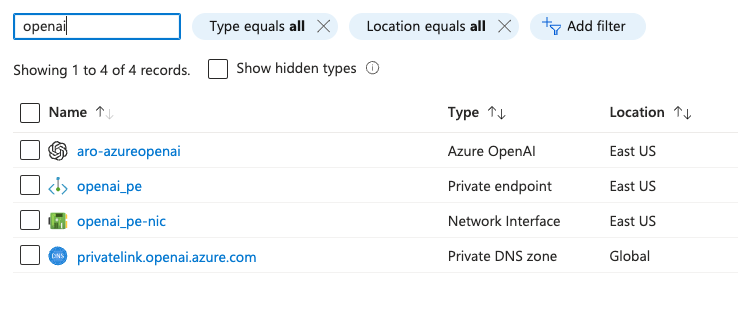 openai Type equals all Location equals all Add filter
Showing 1 to 4 of 4 records. Show hidden types
Name Type Location
aro-azureopenai Azure OpenAI East US
openai_pe Private endpoint East US
openai_pe-nic Network Interface East US
DNS privatelink.openai.azure.com Private DNS zone Global